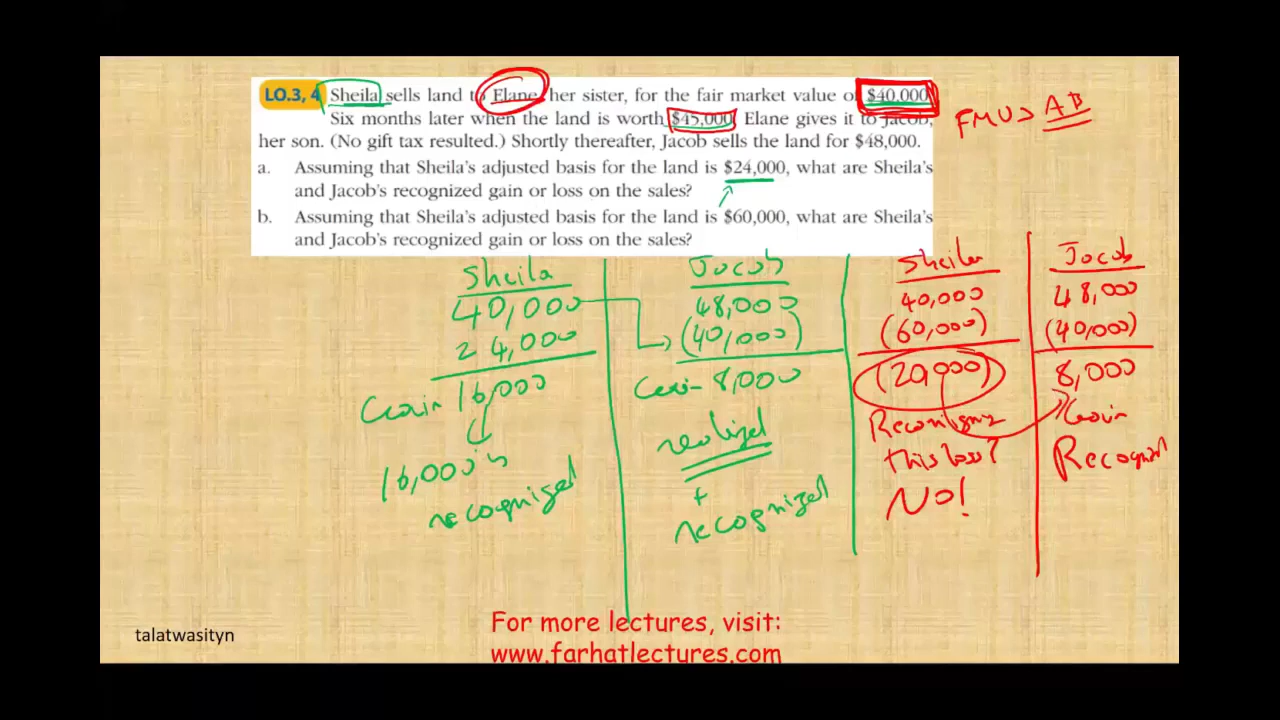 LO.3, 4 Sheila sells land to Elane, her sister, for the fair market value of $40,000.
Six months later when the land is worth $45,000, Elane gives it to Jacob,
her son. (No gift tax resulted.) Shortly thereafter, Jacob sells the land for $48,000.
a. Assuming that Sheila's adjusted basis for the land is $24,000, what are Sheila's
and Jacob's recognized gain or loss on the sales?
b. Assuming that Sheila's adjusted basis for the land is $60,000, what are Sheila's
and Jacob's recognized gain or loss on the sales?
FMV > AB
Sheila
40,000
24,000
Gain 16,000
16,000 is
recognized
Jacob
48,000
(40,000)
Gain 8,000
realized
+
recognized
Sheila
40,000
(60,000)
(20,000)
this loss?
NO!
Jacob
48,000
(40,000)
8,000
Gain
For more lectures, visit:
www.farhatlectures.com
talatwasityn